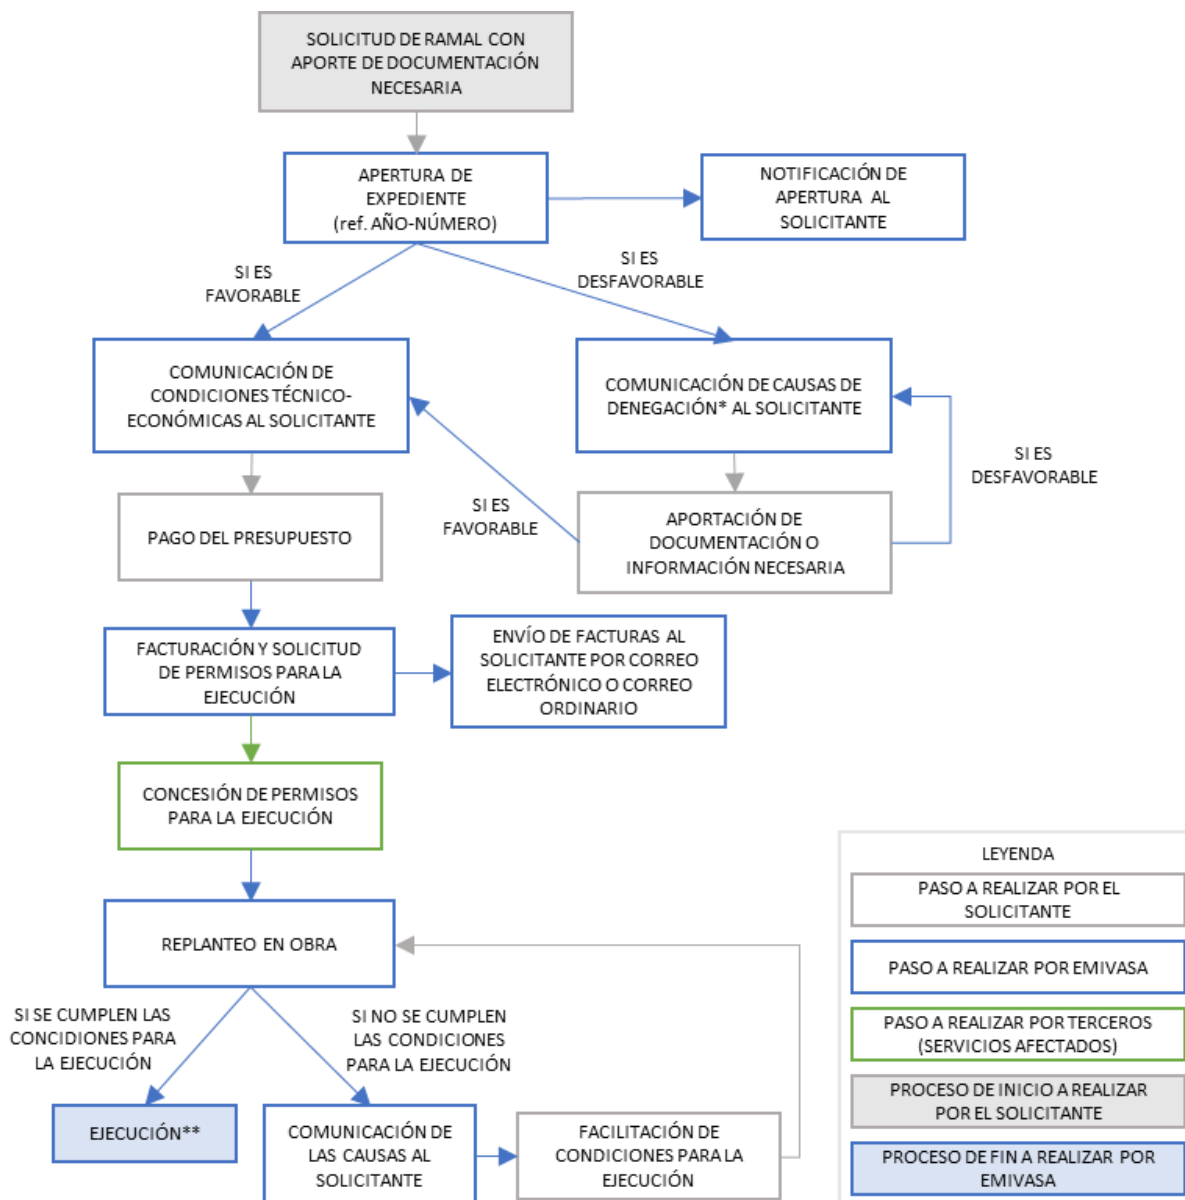 SOLICITUD DE RAMAL CON
APORTE DE DOCUMENTACIÓN
NECESARIA
APERTURA DE
EXPEDIENTE
(ref. AÑO-NÚMERO)
NOTIFICACIÓN DE
APERTURA AL
SOLICITANTE
SI ES
FAVORABLE
SI ES
DESFAVORABLE
COMUNICACIÓN DE
CONDICIONES TÉCNICO-
ECONÓMICAS AL SOLICITANTE
COMUNICACIÓN DE CAUSAS DE
DENEGACIÓN* AL SOLICITANTE
SI ES
DESFAVORABLE
SI ES
FAVORABLE
PAGO DEL PRESUPUESTO
APORTACIÓN DE
DOCUMENTACIÓN O
INFORMACIÓN NECESARIA
FACTURACIÓN Y SOLICITUD
DE PERMISOS PARA LA
EJECUCIÓN
ENVÍO DE FACTURAS AL
SOLICITANTE POR CORREO
ELECTRÓNICO O CORREO
ORDINARIO
CONCESIÓN DE PERMISOS
PARA LA EJECUCIÓN
REPLANTEO EN OBRA
SI SE CUMPLEN LAS
CONCIDIONES PARA
LA EJECUCIÓN
SI NO SE CUMPLEN
LAS CONDICIONES
PARA LA EJECUCIÓN
EJECUCIÓN**
COMUNICACIÓN DE
LAS CAUSAS AL
SOLICITANTE
FACILITACIÓN DE
CONDICIONES PARA LA
EJECUCIÓN
LEYENDA
PASO A REALIZAR POR EL
SOLICITANTE
PASO A REALIZAR POR EMIVASA
PASO A REALIZAR POR TERCEROS
(SERVICIOS AFECTADOS)
PROCESO DE INICIO A REALIZAR
POR EL SOLICITANTE
PROCESO DE FIN A REALIZAR POR
EMIVASA